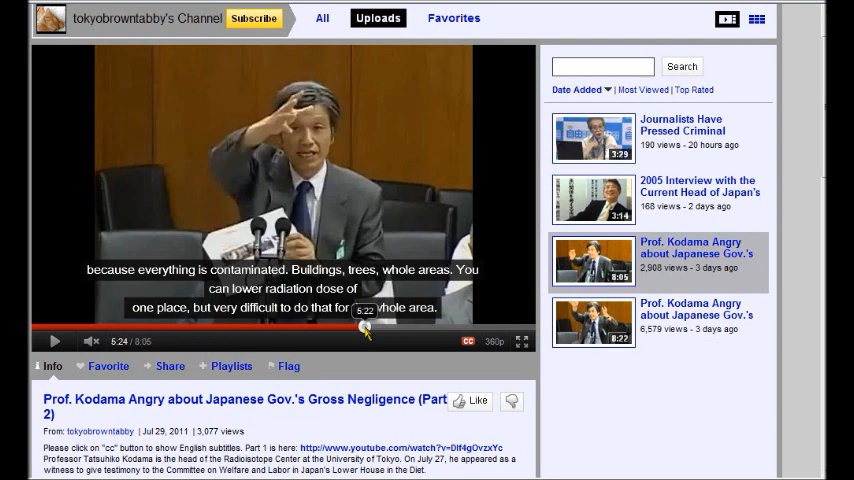 tokyobrowntabby's Channel
Subscribe
All
Uploads
Favorites
because everything is contaminated. Buildings, trees, whole areas. You
can lower radiation dose of
one place, but very difficult to do that for
whole area.
5:22
5:24 / 8:05
CC
360p
Info
Favorite
Share
Playlists
Flag
Prof. Kodama Angry about Japanese Gov.'s Gross Negligence (Part
2)
Like
From: tokyobrowntabby | Jul 29, 2011 | 3,077 views
Please click on "cc" button to show English subtitles. Part 1 is here: http://www.youtube.com/watch?v=Dlf4gOvzxYc
Professor Tatsuhiko Kodama is the head of the Radioisotope Center at the University of Tokyo. On July 27, he appeared as a
witness to give testimony to the Committee on Welfare and Labor in Japan's Lower House in the Diet.
Search
Date Added | Most Viewed | Top Rated
3:29
Journalists Have
Pressed Criminal
190 views - 20 hours ago
3:14
2005 Interview with the
Current Head of Japan's
168 views - 2 days ago
8:05
Prof. Kodama Angry
about Japanese Gov.'s
2,908 views - 3 days ago
8:22
Prof. Kodama Angry
about Japanese Gov.'s
6,579 views - 3 days ago